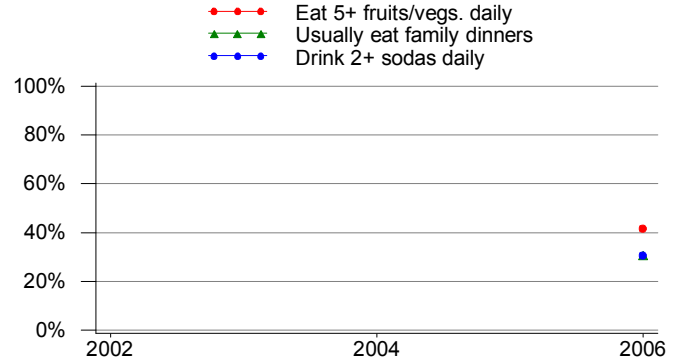 Eat 5+ fruits/vegs. daily
Usually eat family dinners
Drink 2+ sodas daily
100%
80%
60%
40%
20%
0%
2002 2004 2006